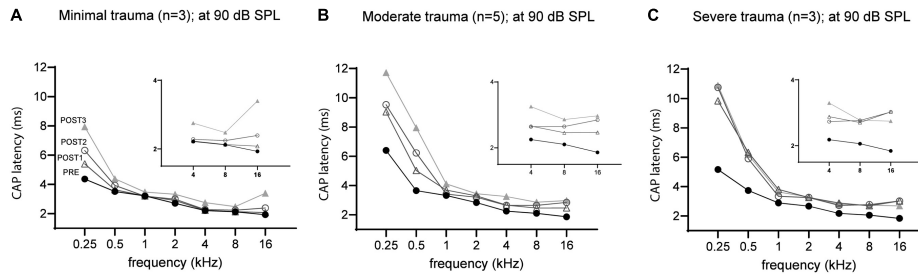 A Minimal trauma (n=3); at 90 dB SPL
12
10
8
6
4
2
CAP latency (ms)
POST3
POST2
POST1
PRE
4
2
4 8 16
0.25 0.5 1 2 4 8 16
frequency (kHz)
B Moderate trauma (n=5); at 90 dB SPL
12
10
8
6
4
2
CAP latency (ms)
4
2
4 8 16
0.25 0.5 1 2 4 8 16
frequency (kHz)
C Severe trauma (n=3); at 90 dB SPL
12
10
8
6
4
2
CAP latency (ms)
4
2
4 8 16
0.25 0.5 1 2 4 8 16
frequency (kHz)